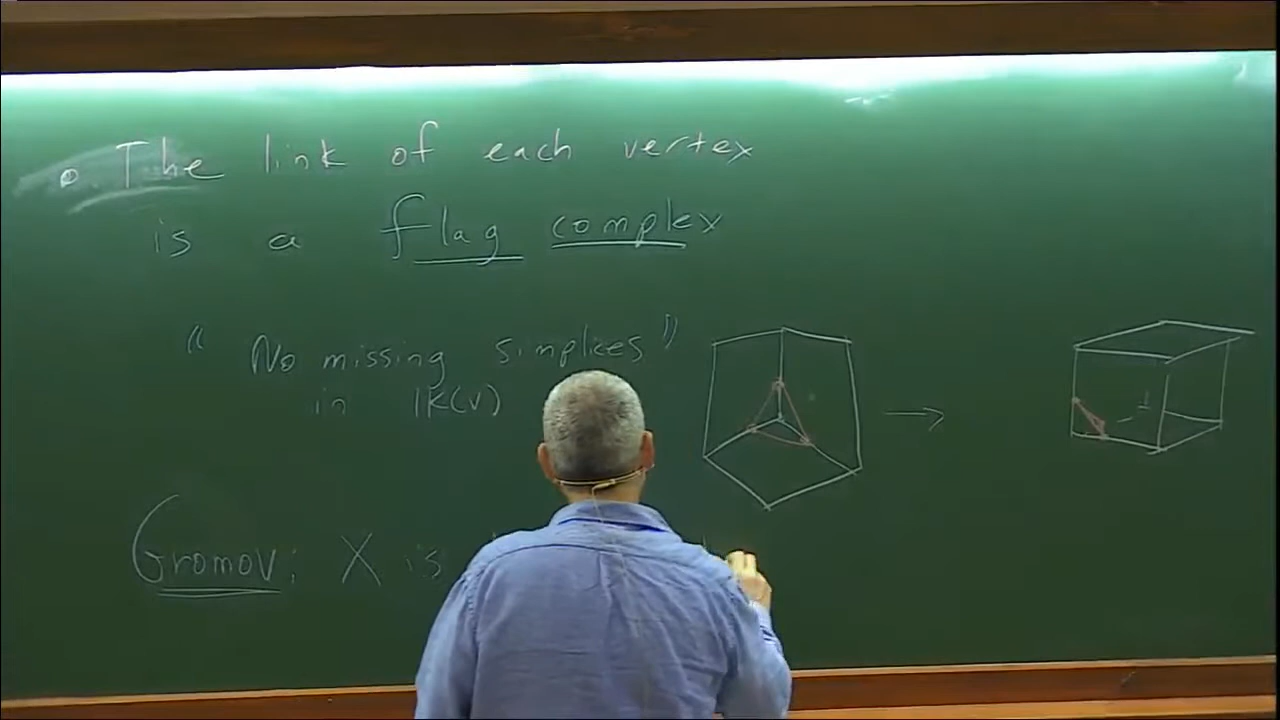 • The link of each vertex
is a flag complex
“ No missing simplices ”
in lk(v)
Gromov: X is